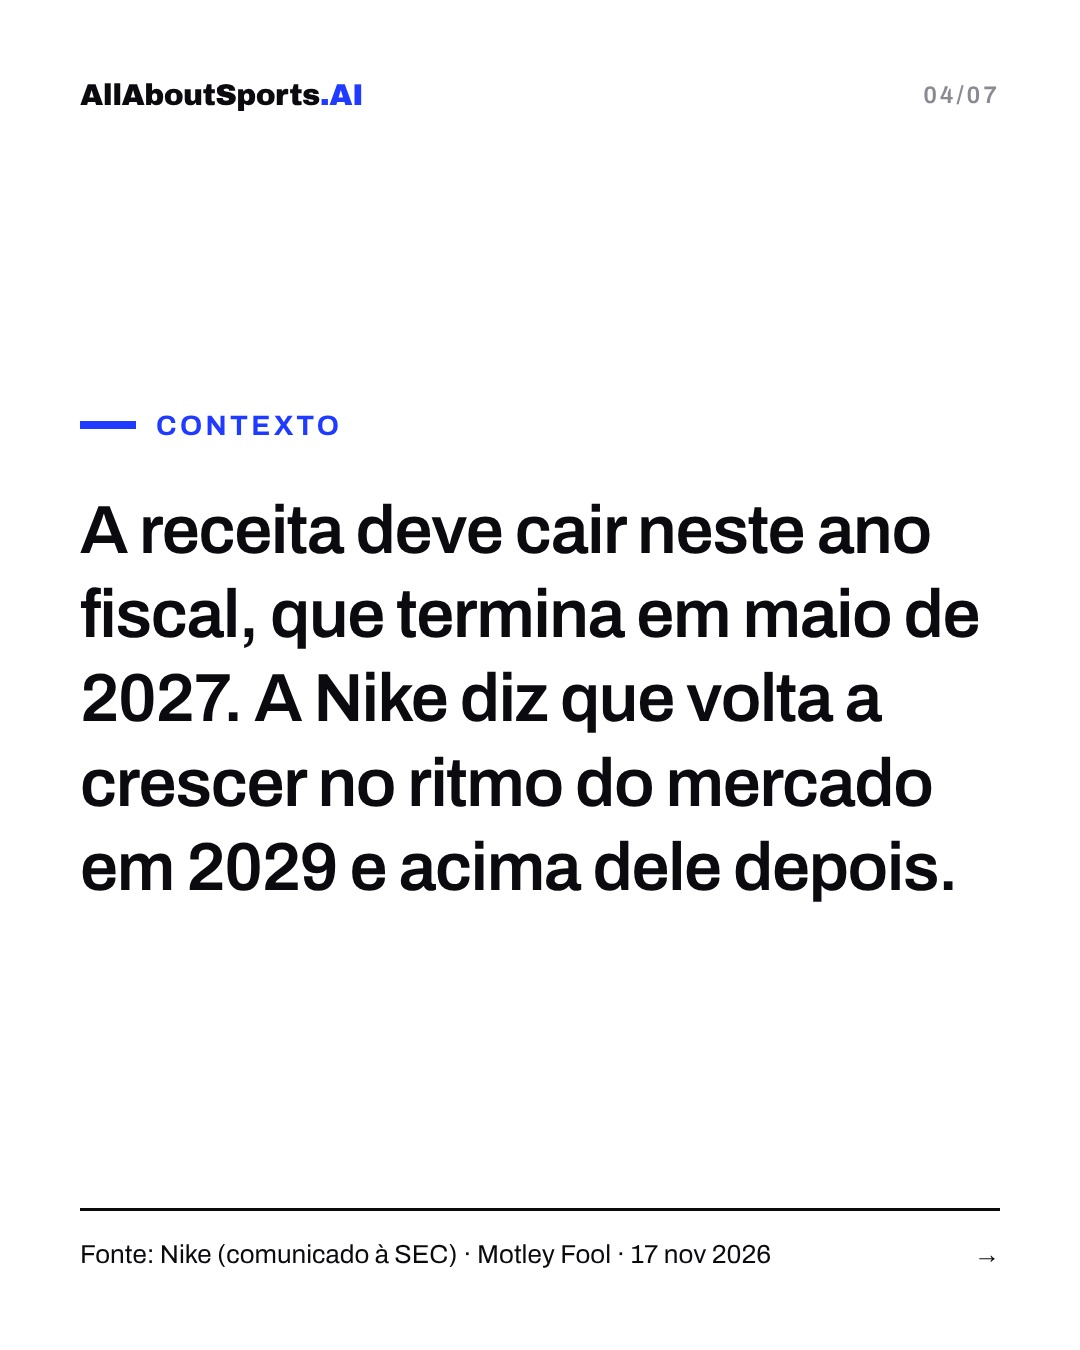 AllAboutSports.AI
04/07
CONTEXTO
A receita deve cair neste ano
fiscal, que termina em maio de
2027. A Nike diz que volta a
crescer no ritmo do mercado
em 2029 e acima dele depois.
Fonte: Nike (comunicado à SEC) · Motley Fool · 17 nov 2026
→